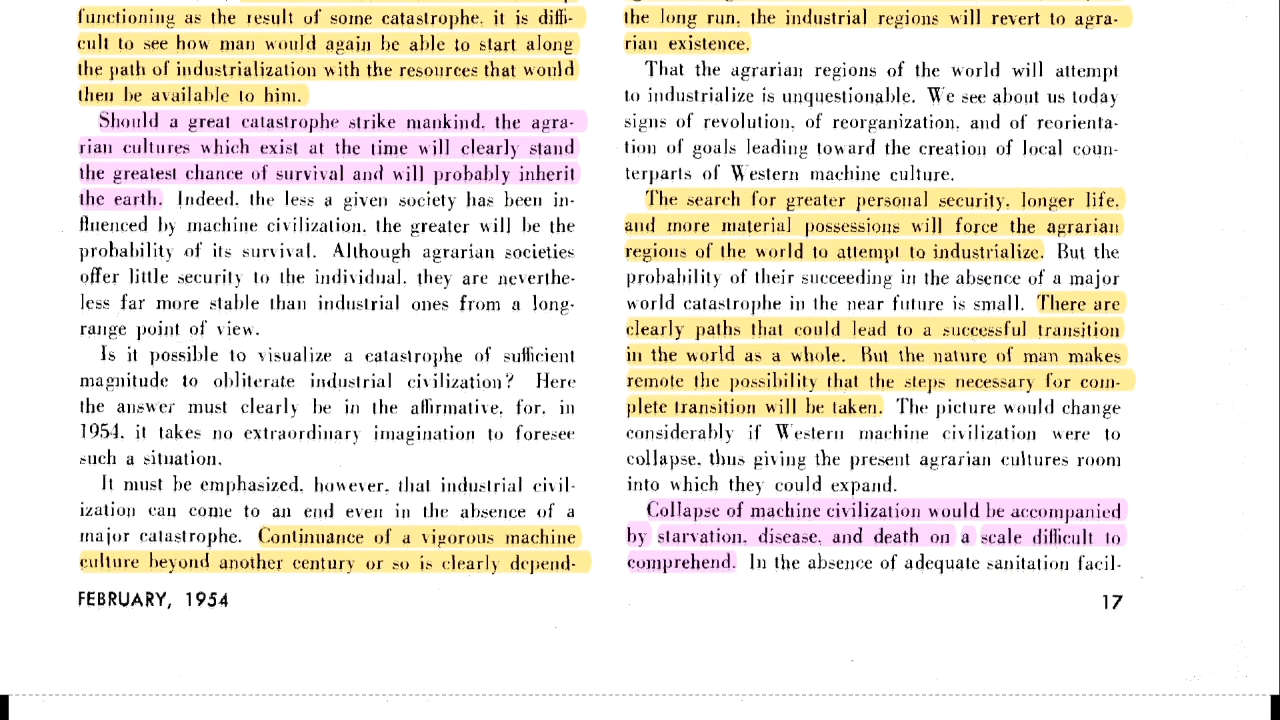 functioning as the result of some catastrophe, it is diffi-
cult to see how man would again be able to start along
the path of industrialization with the resources that would
then be available to him.
Should a great catastrophe strike mankind, the agra-
rian cultures which exist at the time will clearly stand
the greatest chance of survival and will probably inherit
the earth. Indeed, the less a given society has been in-
fluenced by machine civilization, the greater will be the
probability of its survival. Although agrarian societies
offer little security to the individual, they are neverthe-
less far more stable than industrial ones from a long-
range point of view.
Is it possible to visualize a catastrophe of sufficient
magnitude to obliterate industrial civilization? Here
the answer must clearly be in the affirmative, for, in
1954, it takes no extraordinary imagination to foresee
such a situation.
It must be emphasized, however, that industrial civil-
ization can come to an end even in the absence of a
major catastrophe. Continuance of a vigorous machine
culture beyond another century or so is clearly depend-
the long run, the industrial regions will revert to agra-
rian existence.
That the agrarian regions of the world will attempt
to industrialize is unquestionable. We see about us today
signs of revolution, of reorganization, and of reorienta-
tion of goals leading toward the creation of local coun-
terparts of Western machine culture.
The search for greater personal security, longer life,
and more material possessions will force the agrarian
regions of the world to attempt to industrialize. But the
probability of their succeeding in the absence of a major
world catastrophe in the near future is small. There are
clearly paths that could lead to a successful transition
in the world as a whole. But the nature of man makes
remote the possibility that the steps necessary for com-
plete transition will be taken. The picture would change
considerably if Western machine civilization were to
collapse, thus giving the present agrarian cultures room
into which they could expand.
Collapse of machine civilization would be accompanied
by starvation, disease, and death on a scale difficult to
comprehend. In the absence of adequate sanitation facil-
FEBRUARY, 1954
17